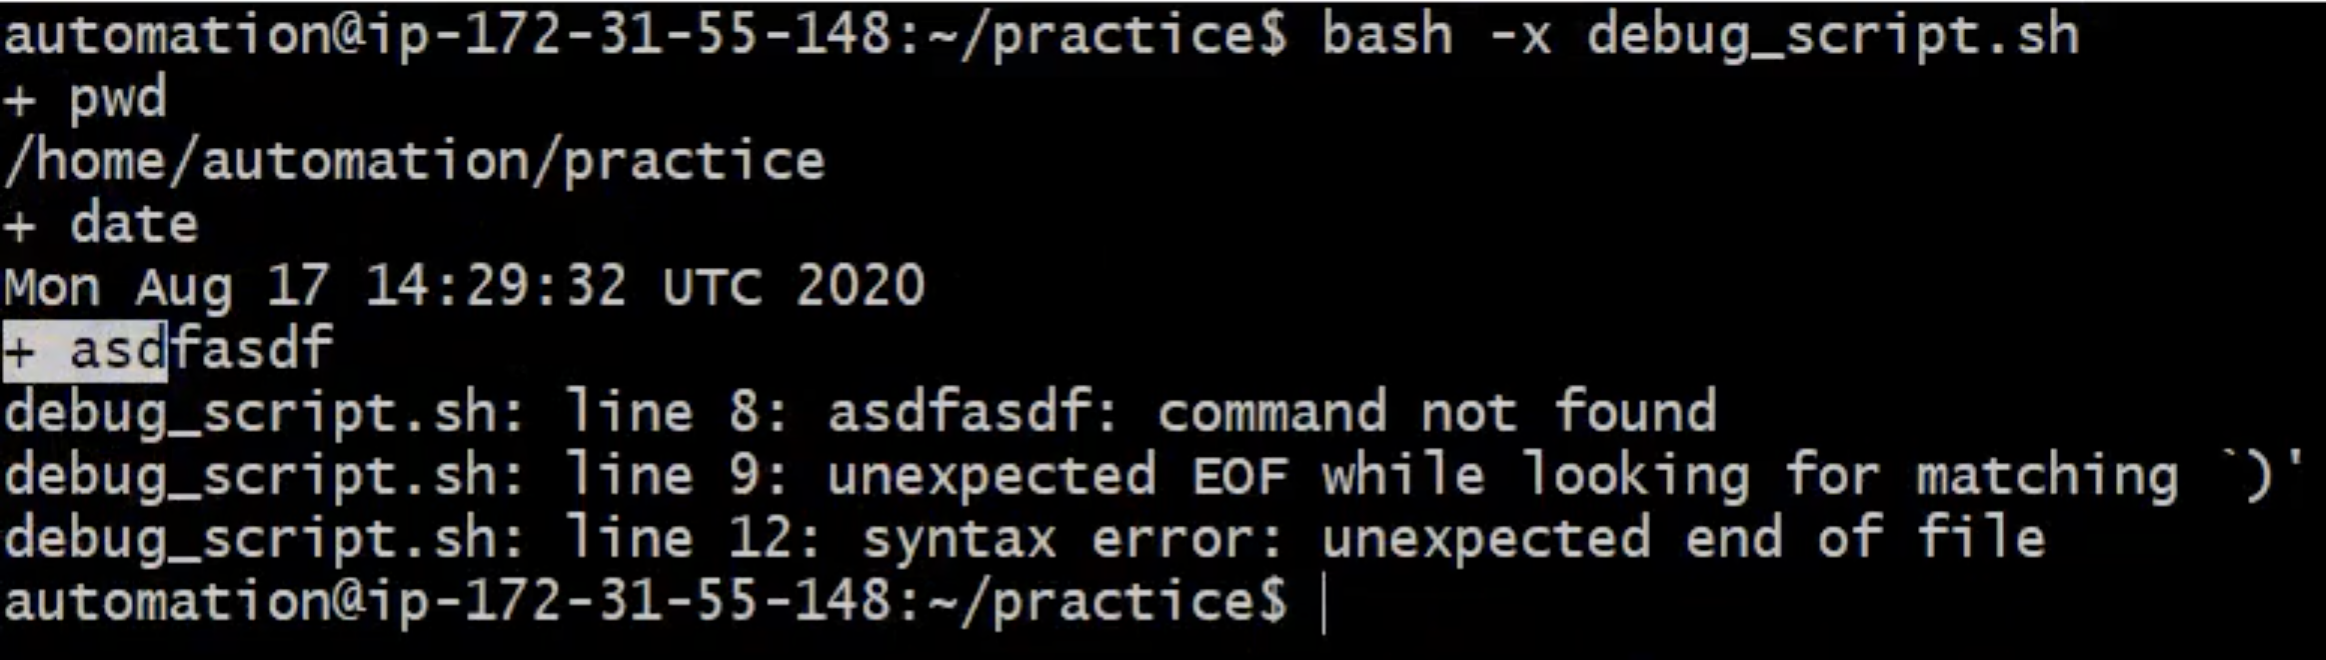 automation@ip-172-31-55-148:~/practice$ bash -x debug_script.sh
+ pwd
/home/automation/practice
+ date
Mon Aug 17 14:29:32 UTC 2020
+ asdfasdf
debug_script.sh: line 8: asdfasdf: command not found
debug_script.sh: line 9: unexpected EOF while looking for matching `)'
debug_script.sh: line 12: syntax error: unexpected end of file
automation@ip-172-31-55-148:~/practice$